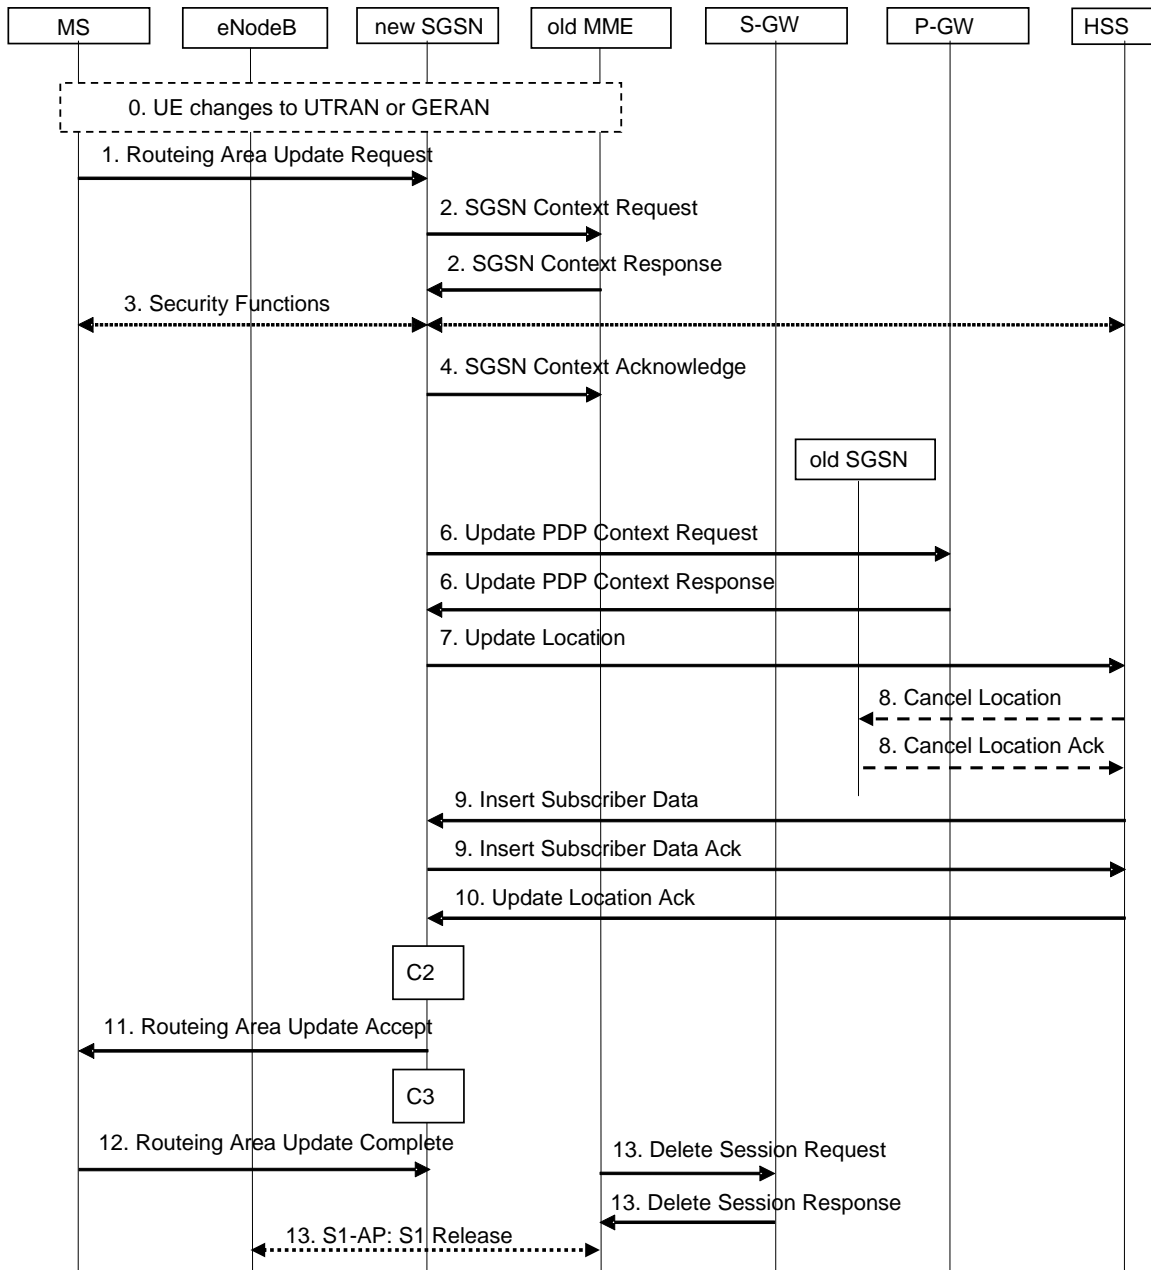 MS
eNodeB
new SGSN
old MME
S-GW
P-GW
HSS
0. UE changes to UTRAN or GERAN
1. Routeing Area Update Request
2. SGSN Context Request
2. SGSN Context Response
3. Security Functions
4. SGSN Context Acknowledge
old SGSN
6. Update PDP Context Request
6. Update PDP Context Response
7. Update Location
8. Cancel Location
8. Cancel Location Ack
9. Insert Subscriber Data
9. Insert Subscriber Data Ack
10. Update Location Ack
C2
11. Routeing Area Update Accept
C3
12. Routeing Area Update Complete
13. Delete Session Request
13. Delete Session Response
13. S1-AP: S1 Release